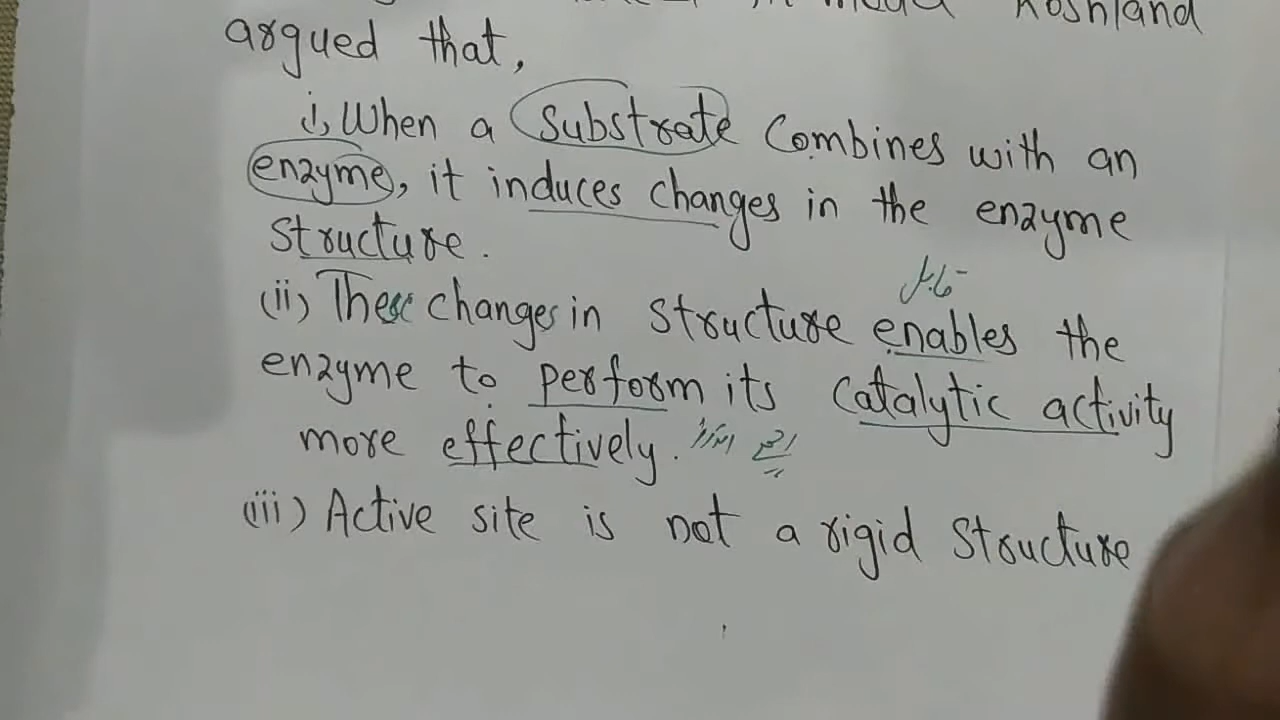 Koshland
argued that,
i, When a substrate combines with an
enzyme, it induces changes in the enzyme
structure.
قابل
(ii) These changes in structure enables the
enzyme to perform its catalytic activity
more effectively.
(iii) Active site is not a rigid structure